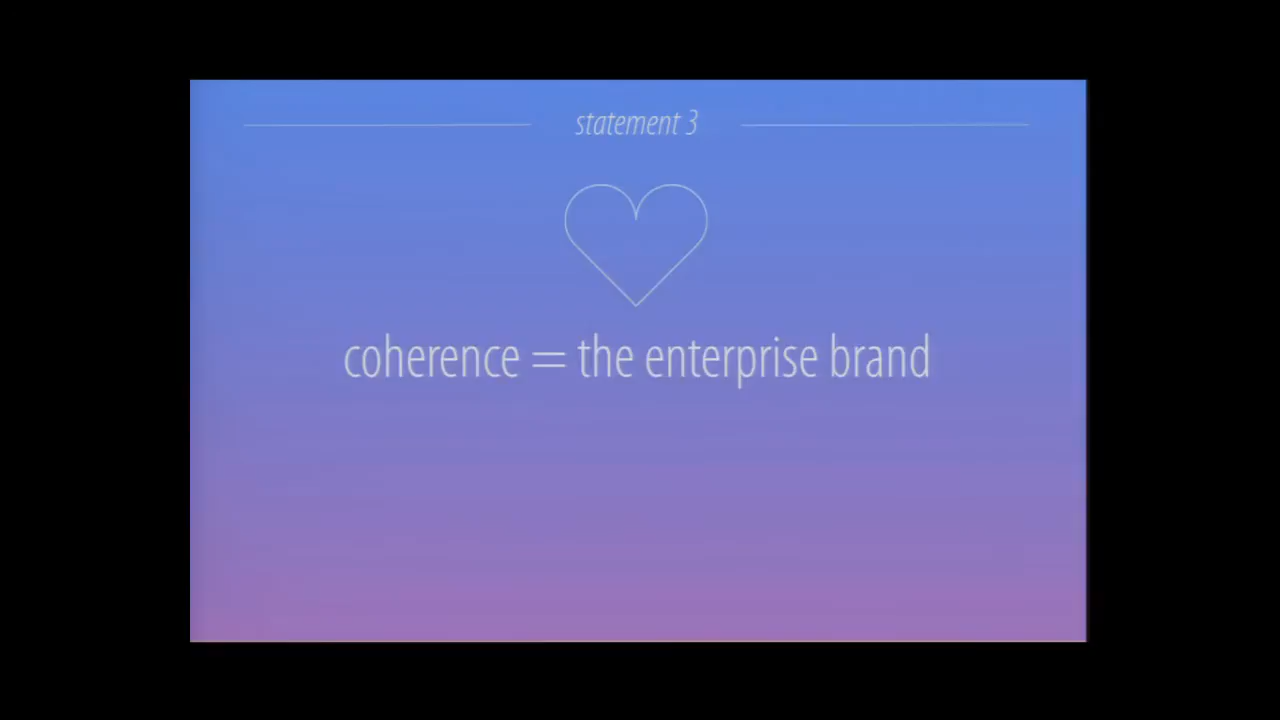 statement 3
coherence = the enterprise brand